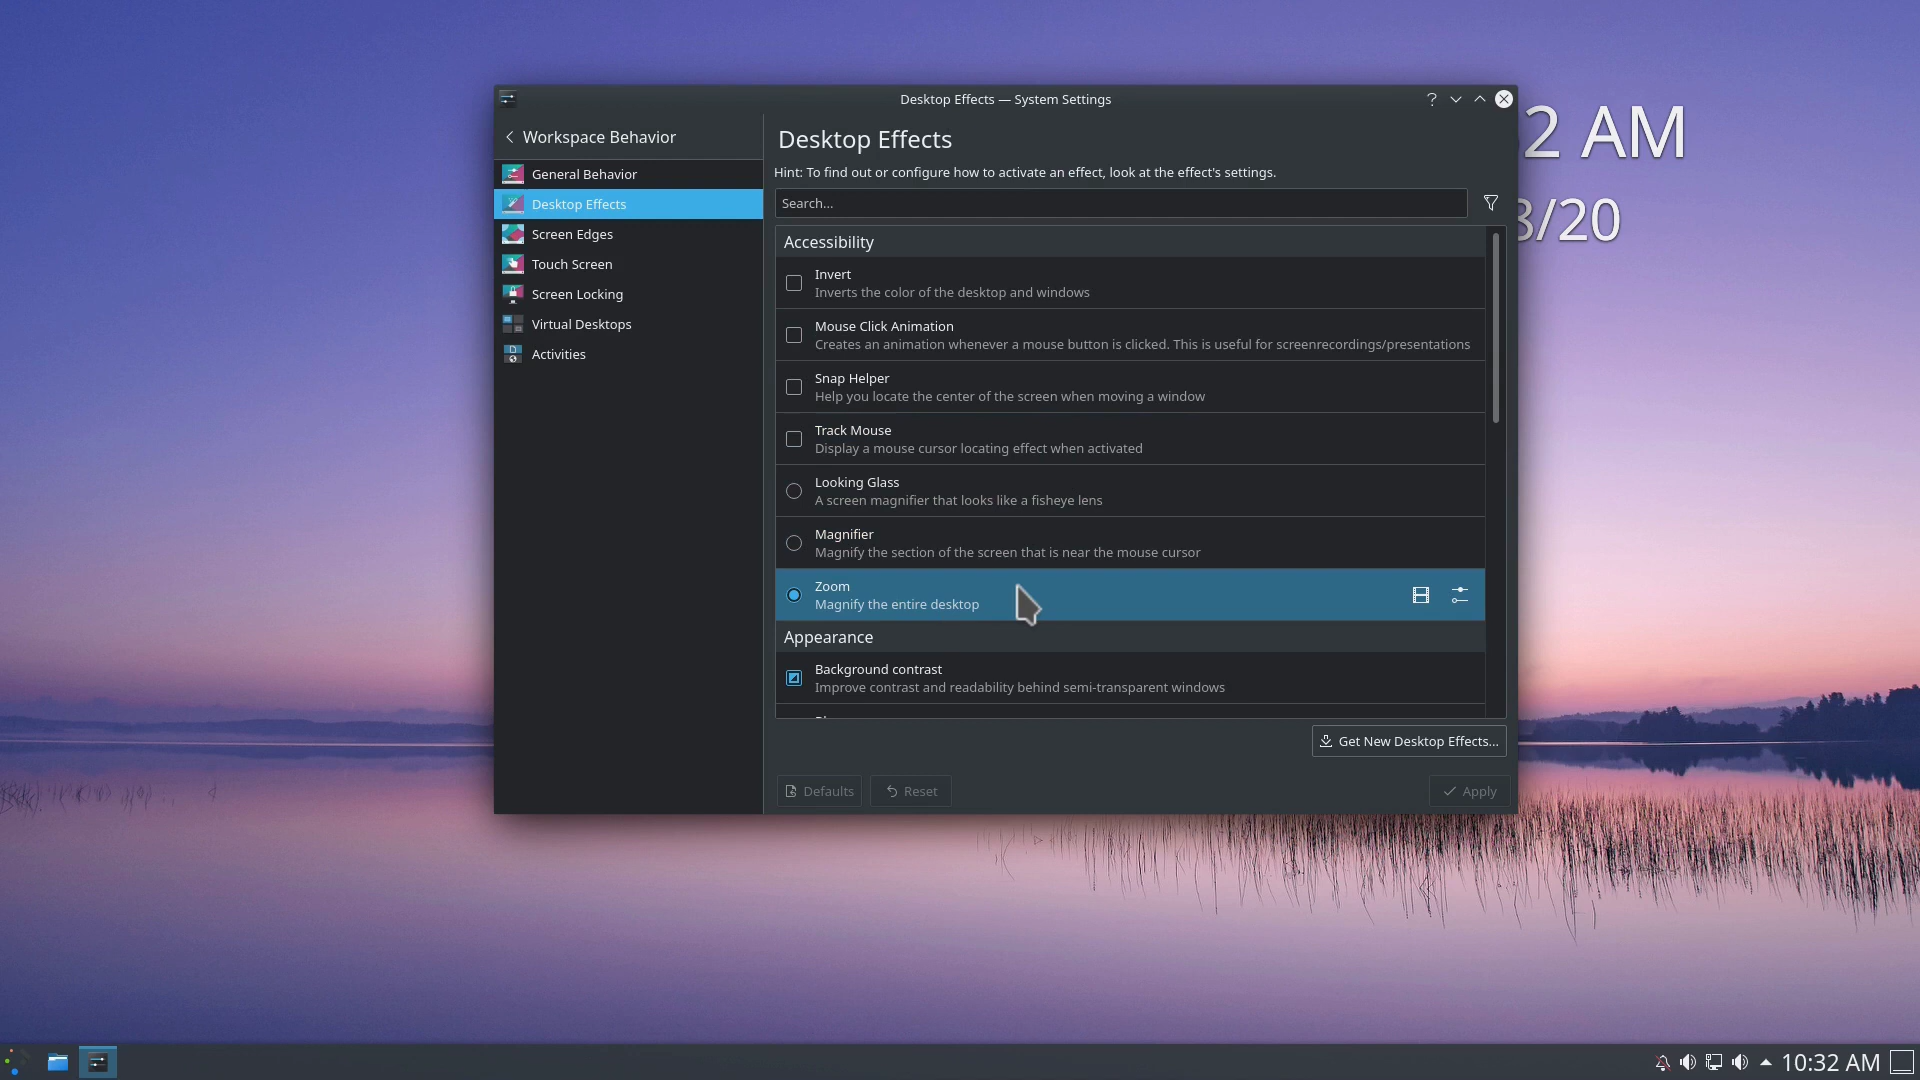 Desktop Effects — System Settings
Workspace Behavior
General Behavior
Desktop Effects
Screen Edges
Touch Screen
Screen Locking
Virtual Desktops
Activities
Desktop Effects
Hint: To find out or configure how to activate an effect, look at the effect's settings.
Search...
Accessibility
Invert
Inverts the color of the desktop and windows
Mouse Click Animation
Creates an animation whenever a mouse button is clicked. This is useful for screenrecordings/presentations
Snap Helper
Help you locate the center of the screen when moving a window
Track Mouse
Display a mouse cursor locating effect when activated
Looking Glass
A screen magnifier that looks like a fisheye lens
Magnifier
Magnify the section of the screen that is near the mouse cursor
Zoom
Magnify the entire desktop
Appearance
Background contrast
Improve contrast and readability behind semi-transparent windows
Get New Desktop Effects...
Defaults
Reset
Apply
2 AM
/20
10:32 AM